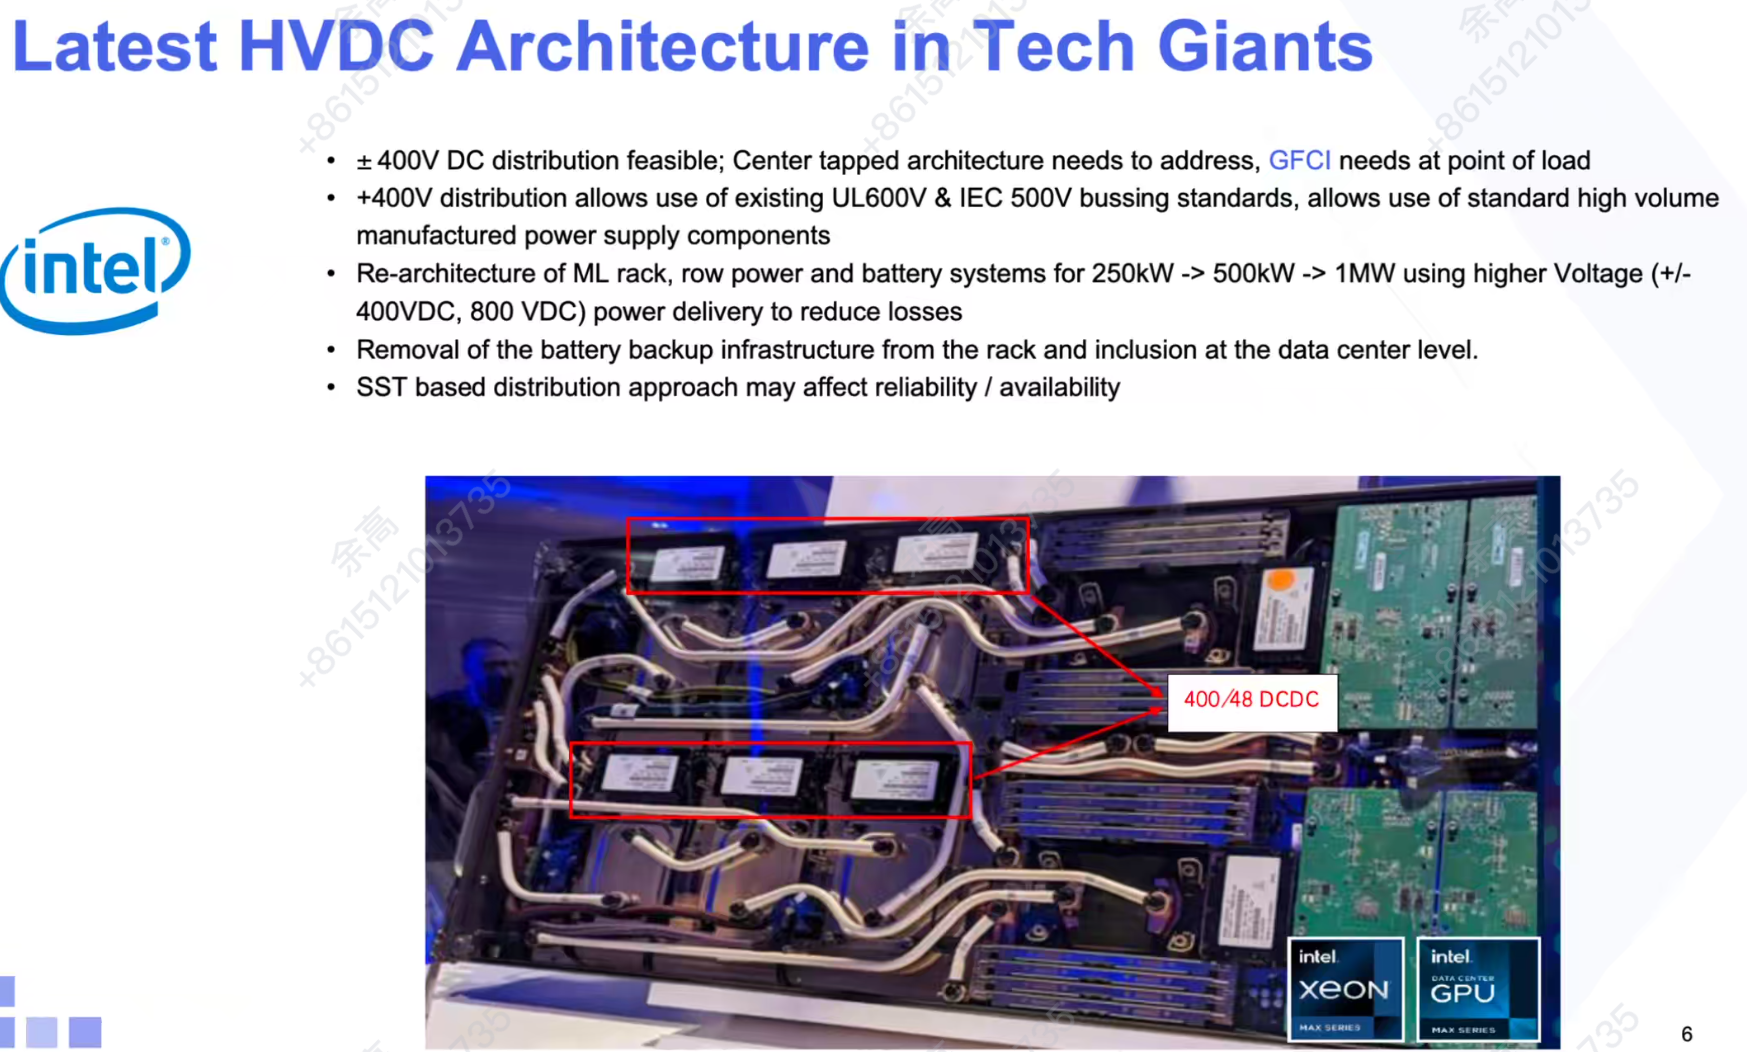 Latest HVDC Architecture in Tech Giants
• ± 400V DC distribution feasible; Center tapped architecture needs to address, GFCI needs at point of load
• +400V distribution allows use of existing UL600V & IEC 500V bussing standards, allows use of standard high volume
manufactured power supply components
• Re-architecture of ML rack, row power and battery systems for 250kW -> 500kW -> 1MW using higher Voltage (+/-
400VDC, 800 VDC) power delivery to reduce losses
• Removal of the battery backup infrastructure from the rack and inclusion at the data center level.
• SST based distribution approach may affect reliability / availability
intel®
400/48 DCDC
intel.
XEON
MAX SERIES
intel.
DATA CENTER
GPU
MAX SERIES
6
余高
+8615121013735